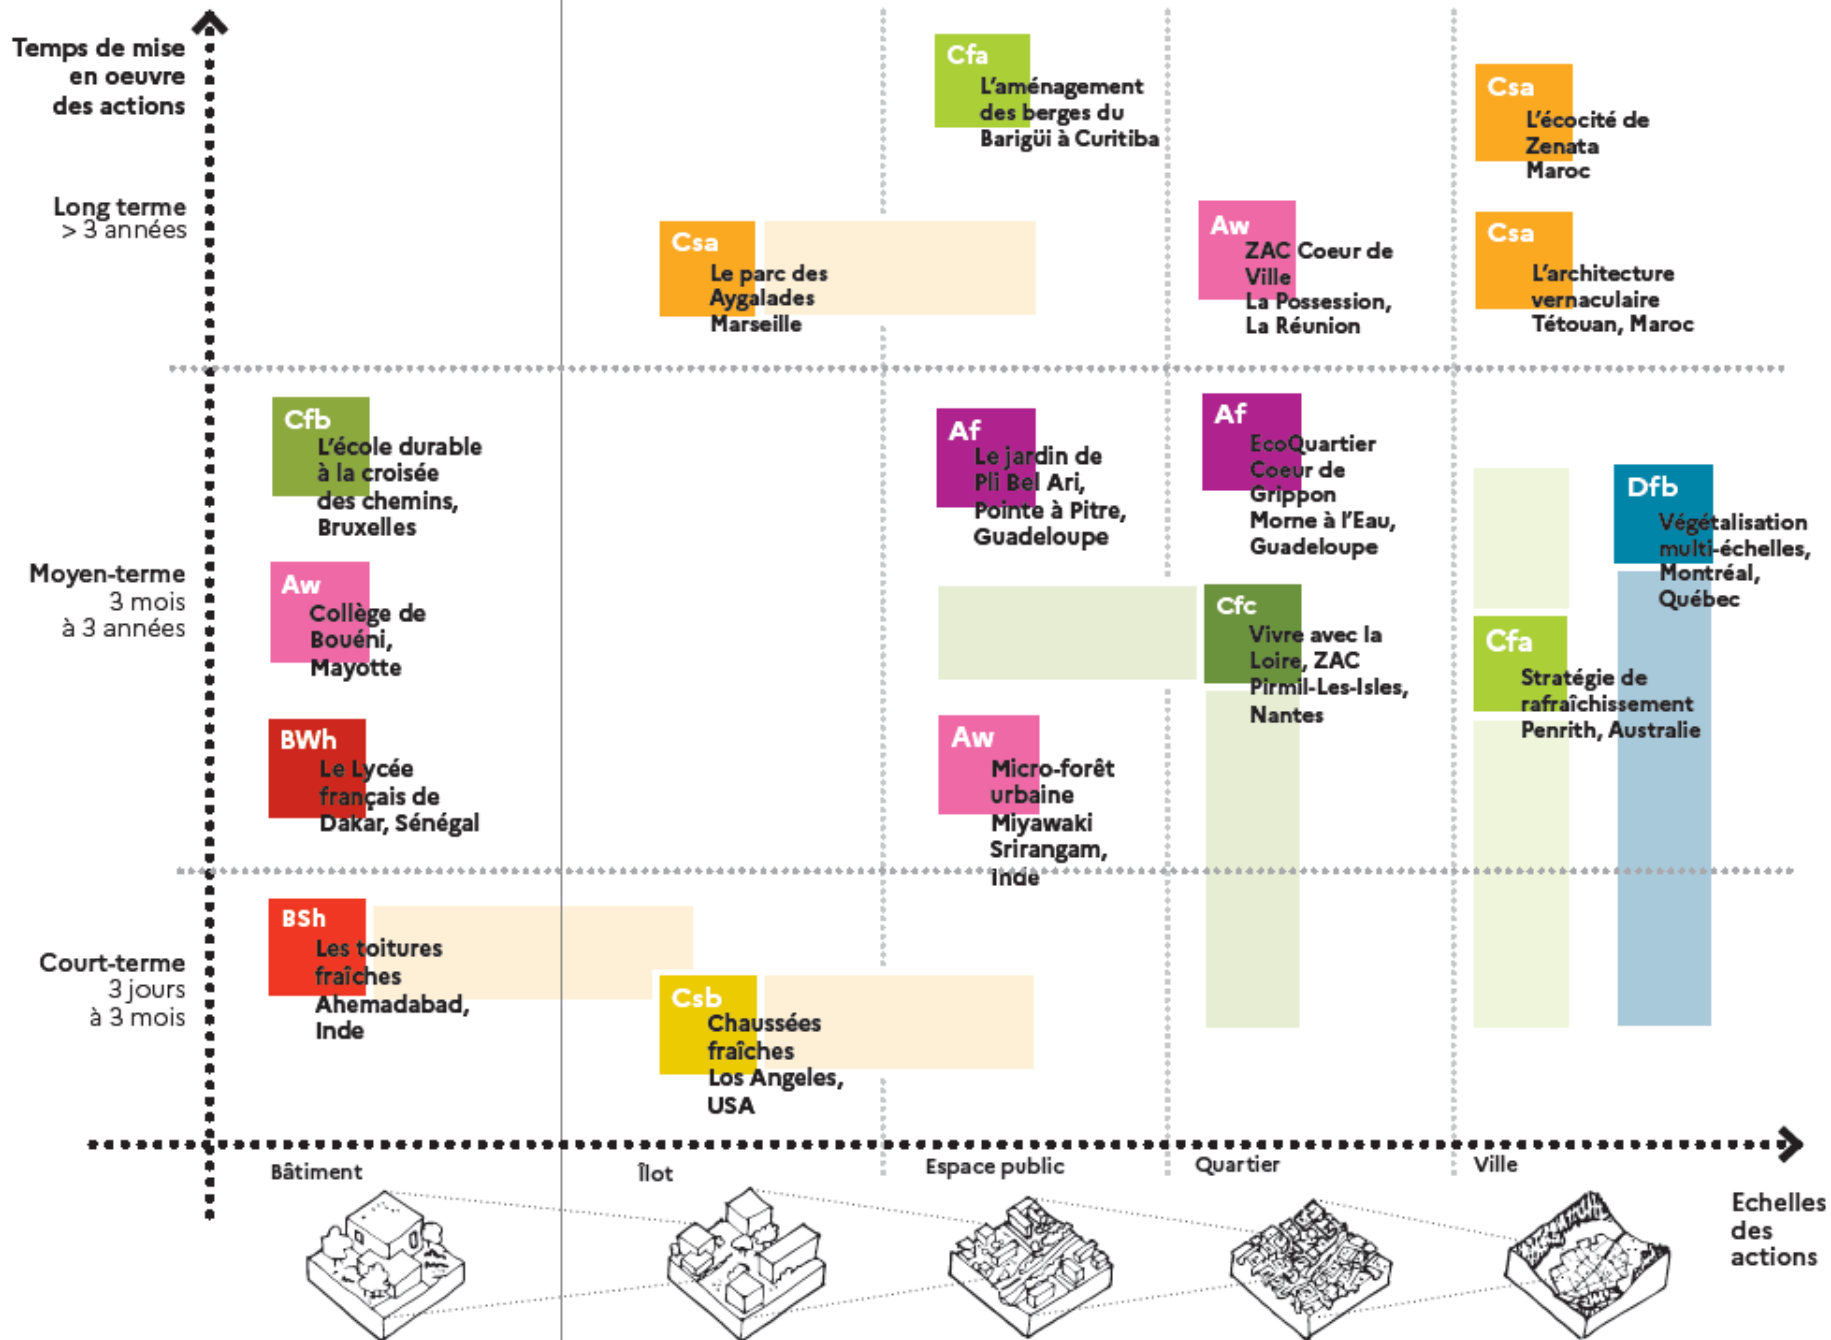 Temps de mise
en oeuvre
des actions
Long terme
> 3 années
Cfa
L'aménagement
des berges du
Barigüi à Curitiba
Csa
L'écocité de
Zenata
Maroc
Csa
Le parc des
Aygalades
Marseille
Aw
ZAC Coeur de
Ville
La Possession,
La Réunion
Csa
L'architecture
vernaculaire
Tétouan, Maroc
Moyen-terme
3 mois
à 3 années
Cfb
L'école durable
à la croisée
des chemins,
Bruxelles
Af
Le jardin de
Pli Bel Ari,
Pointe à Pitre,
Guadeloupe
Af
EcoQuartier
Coeur de
Grippon
Morne à l'Eau,
Guadeloupe
Dfb
Végétalisation
multi-échelles,
Montréal,
Québec
Aw
Collège de
Bouéni,
Mayotte
Cfc
Vivre avec la
Loire, ZAC
Pirmil-Les-Isles,
Nantes
Cfa
Stratégie de
rafraîchissement
Penrith, Australie
BWh
Le Lycée
français de
Dakar, Sénégal
Aw
Micro-forêt
urbaine
Miyawaki
Srirangam,
Inde
Court-terme
3 jours
à 3 mois
BSh
Les toitures
fraîches
Ahemadabad,
Inde
Csb
Chaussées
fraîches
Los Angeles,
USA
Bâtiment
Îlot
Espace public
Quartier
Ville
Echelles
des
actions